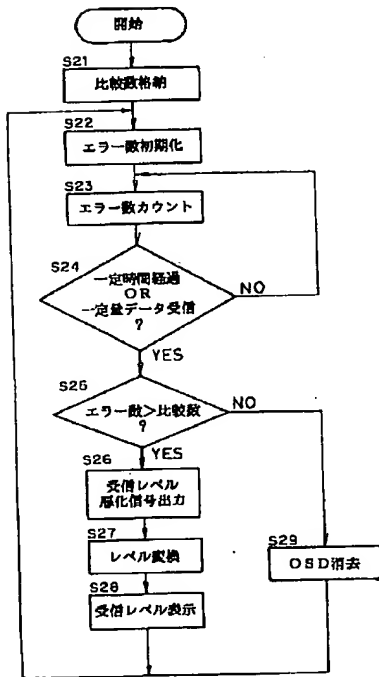 開始
S21
比較数格納
S22
エラー数初期化
S23
エラー数カウント
S24
一定時間経過
OR
一定量データ受信
?
NO
YES
S25
エラー数>比較数
?
NO
YES
S26
受信レベル
悪化信号出力
S27
レベル変換
S28
受信レベル表示
S29
OSD消去